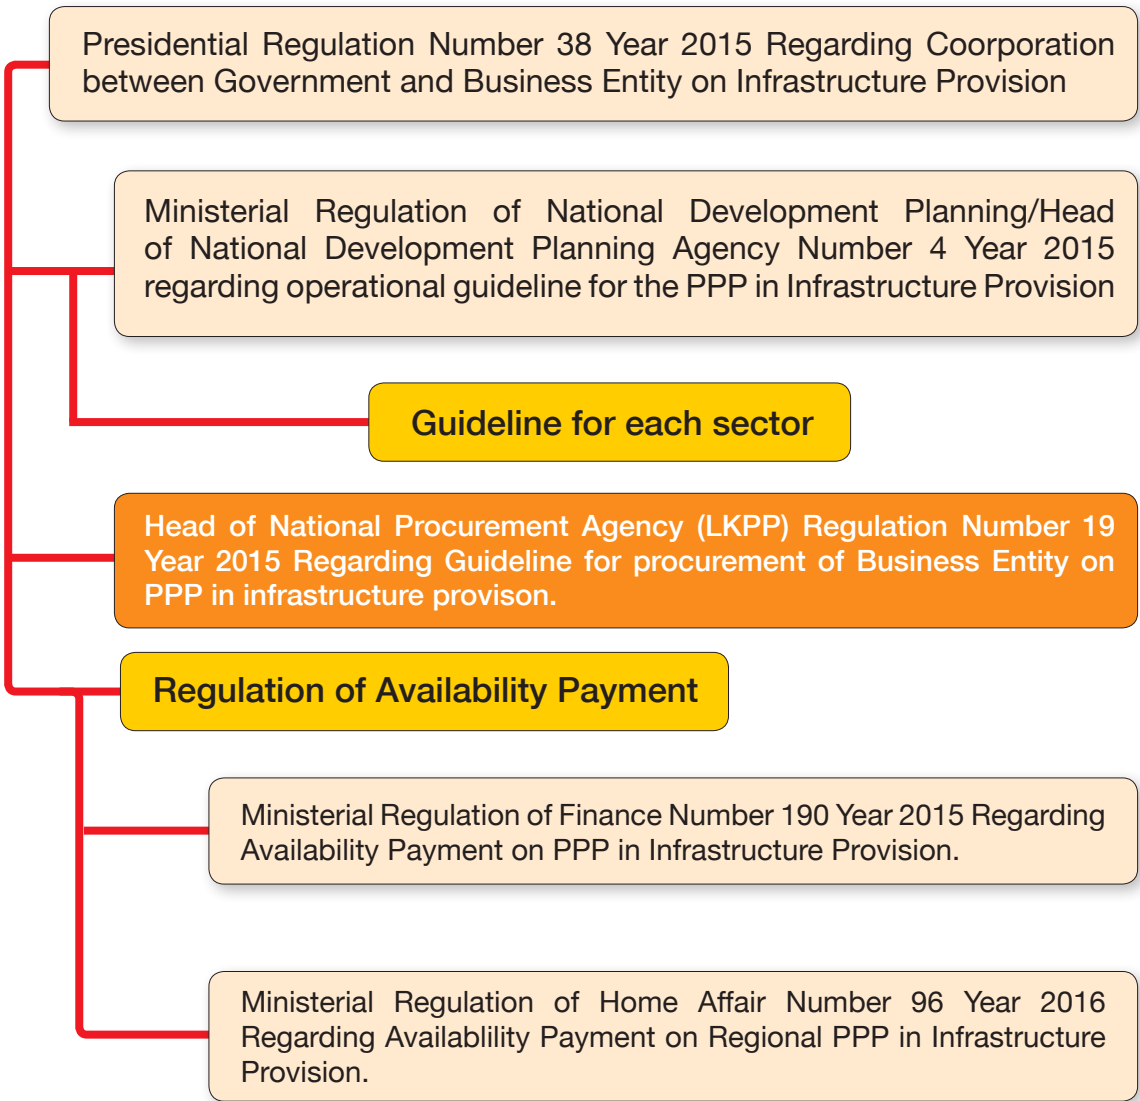 Presidential Regulation Number 38 Year 2015 Regarding Coorporation
between Government and Business Entity on Infrastructure Provision
Ministerial Regulation of National Development Planning/Head
of National Development Planning Agency Number 4 Year 2015
regarding operational guideline for the PPP in Infrastructure Provision
Guideline for each sector
Head of National Procurement Agency (LKPP) Regulation Number 19
Year 2015 Regarding Guideline for procurement of Business Entity on
PPP in infrastructure provison.
Regulation of Availability Payment
Ministerial Regulation of Finance Number 190 Year 2015 Regarding
Availability Payment on PPP in Infrastructure Provision.
Ministerial Regulation of Home Affair Number 96 Year 2016
Regarding Availablility Payment on Regional PPP in Infrastructure
Provision.